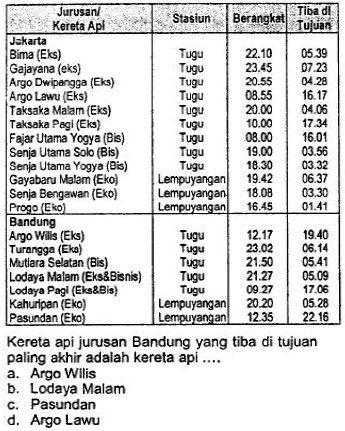 Jurusan/ Kereta Api Stasiun Berangkat Tiba di Tujuan
Jakarta
Bima (Eks) Tugu 22.10 05.39
Gajayana (eks) Tugu 23.45 07.23
Argo Dwipangga (Eks) Tugu 20.55 04.28
Argo Lawu (Eks) Tugu 08.55 16.17
Taksaka Malam (Eks) Tugu 20.00 04.06
Taksaka Pagi (Eks) Tugu 10.00 17.34
Fajar Utama Yogya (Bis) Tugu 08.00 16.01
Senja Utama Solo (Bis) Tugu 19.00 03.56
Senja Utama Yogya (Bis) Tugu 18.30 03.32
Gayabaru Malam (Eko) Lempuyangan 19.42 06.37
Senja Bengawan (Eko) Lempuyangan 18.08 03.30
Progo (Eko) Lempuyangan 16.45 01.41
Bandung
Argo Wilis (Eks) Tugu 12.17 19.40
Turangga (Eks) Tugu 23.02 06.14
Mutiara Selatan (Bis) Tugu 21.50 05.41
Lodaya Malam (Eks&Bisnis) Tugu 21.27 05.09
Lodaya Pagi (Eks&Bis) Tugu 09.27 17.06
Kahuripan (Eko) Lempuyangan 20.20 05.28
Pasundan (Eko) Lempuyangan 12.35 22.16
Kereta api jurusan Bandung yang tiba di tujuan
paling akhir adalah kereta api ....
a. Argo Wilis
b. Lodaya Malam
c. Pasundan
d. Argo Lawu